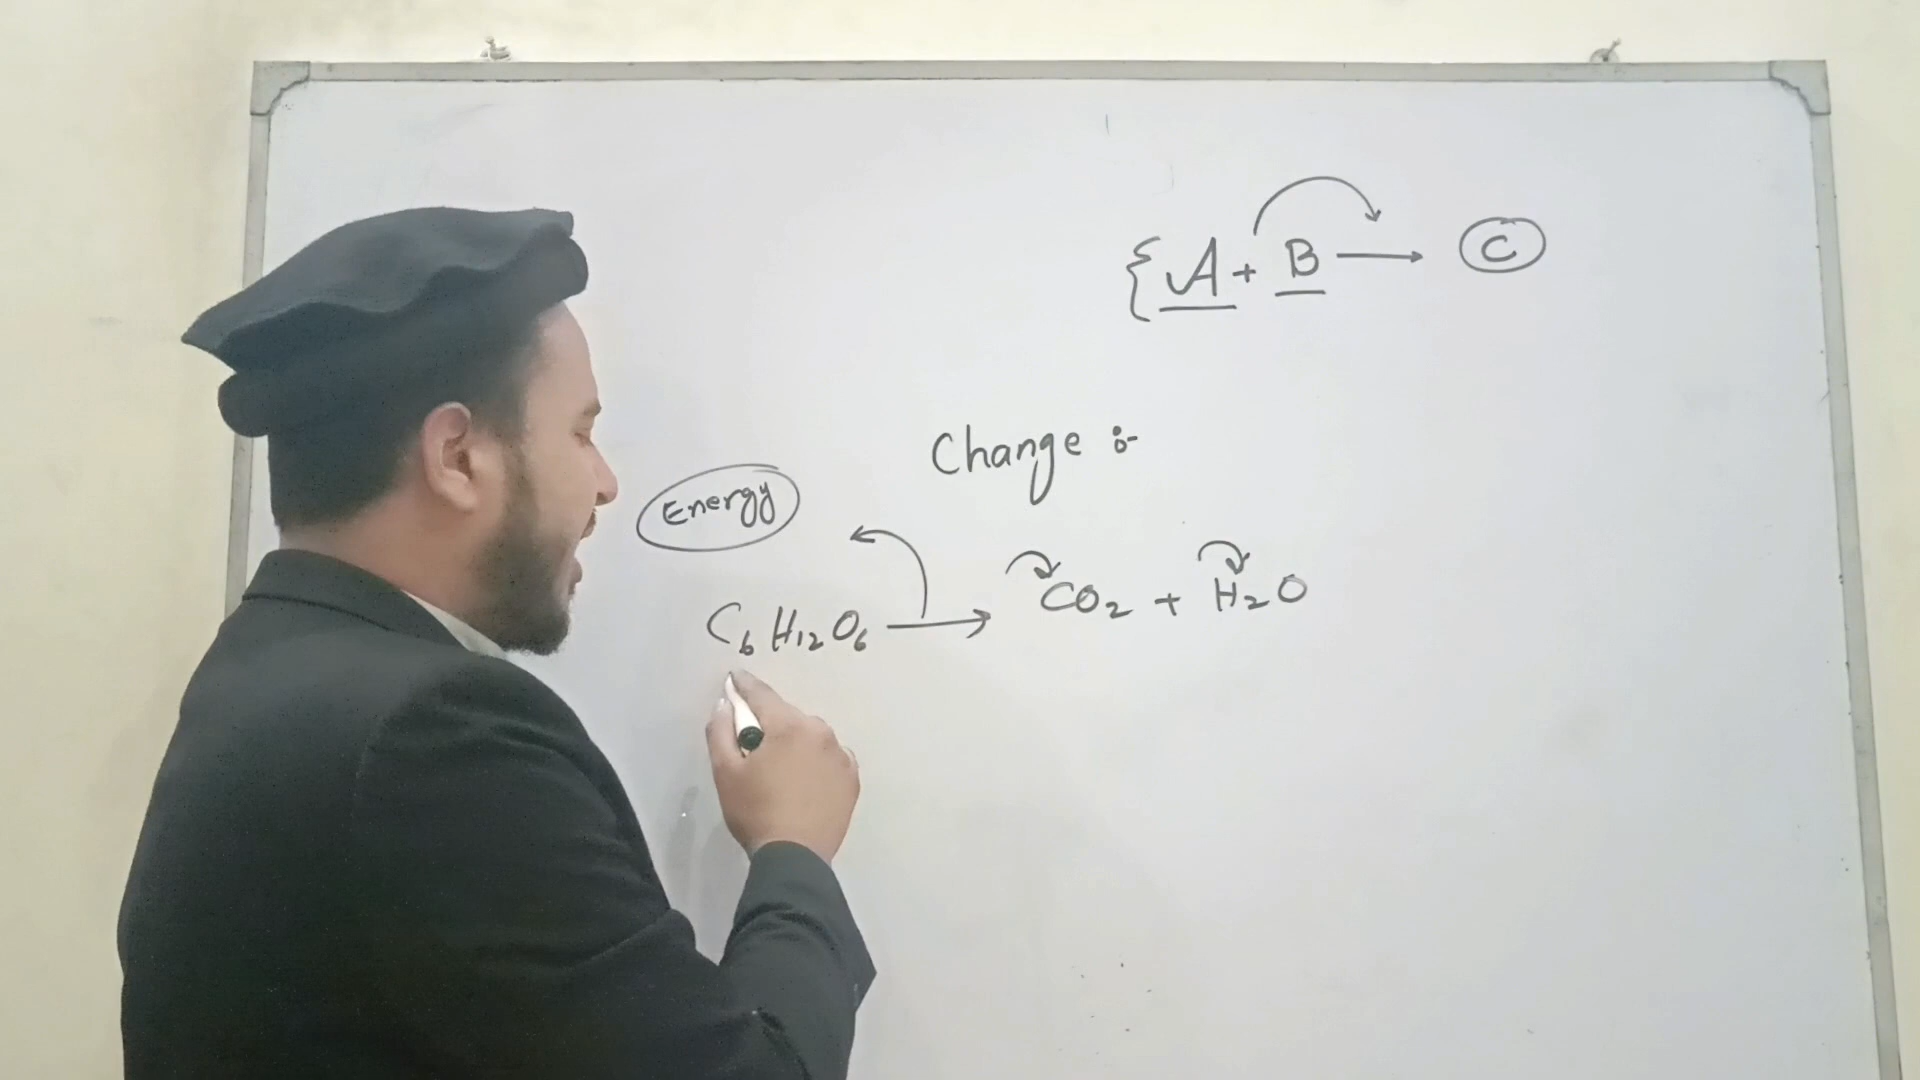 {A + B → C
Change :-
Energy
C₆H₁₂O₆ → CO₂ + H₂O